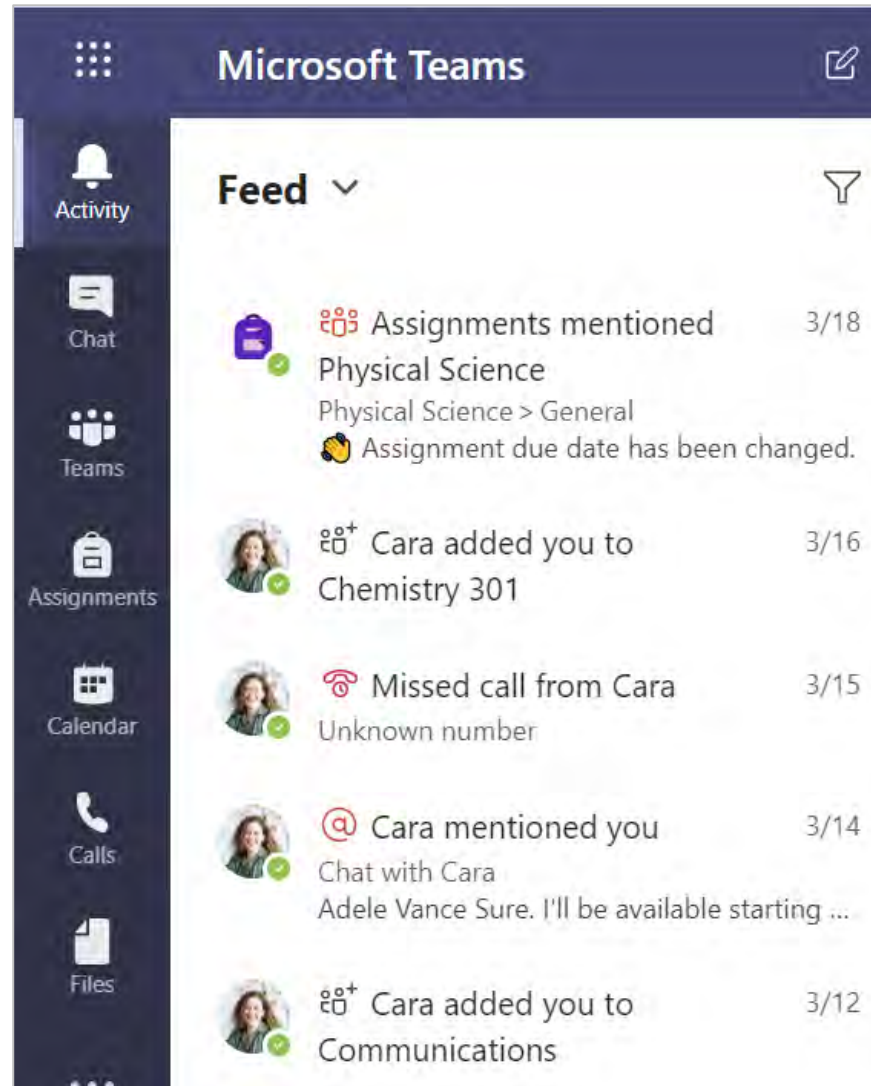 Microsoft Teams
Activity
Chat
Teams
Assignments
Calendar
Calls
Files
Feed
Assignments mentioned 3/18
Physical Science
Physical Science > General
👏 Assignment due date has been changed.
Cara added you to 3/16
Chemistry 301
Missed call from Cara 3/15
Unknown number
@ Cara mentioned you 3/14
Chat with Cara
Adele Vance Sure. I'll be available starting ...
Cara added you to 3/12
Communications